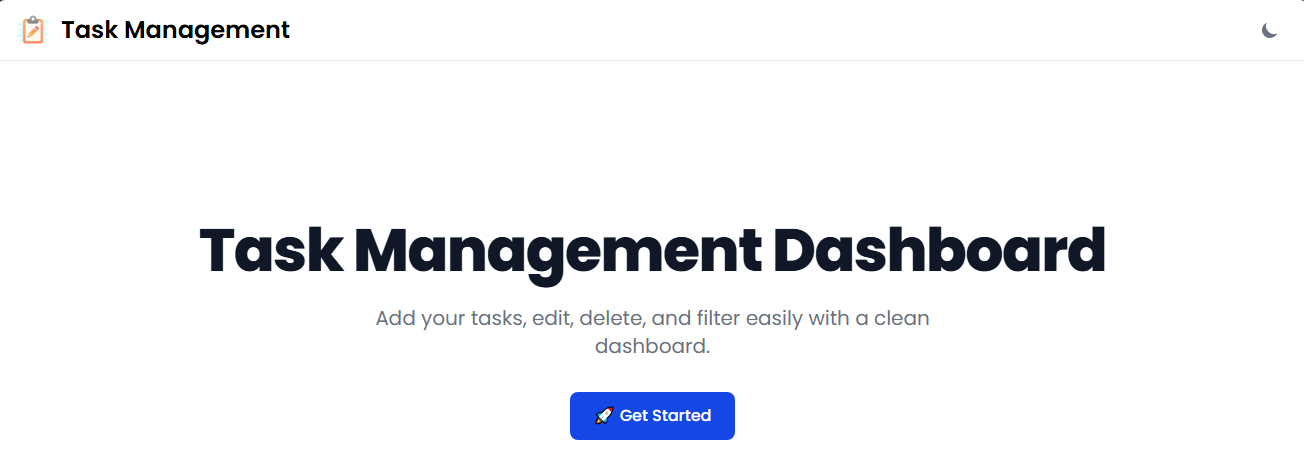 Task Management
Task Management Dashboard
Add your tasks, edit, delete, and filter easily with a clean
dashboard.
🚀 Get Started